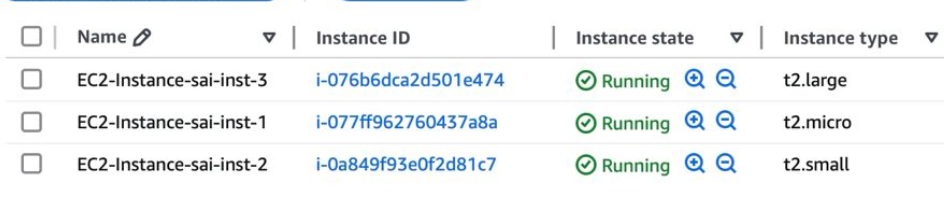 Name Instance ID Instance state Instance type
EC2-Instance-sai-inst-3 i-076b6dca2d501e474 Running t2.large
EC2-Instance-sai-inst-1 i-077ff962760437a8a Running t2.micro
EC2-Instance-sai-inst-2 i-0a849f93e0f2d81c7 Running t2.small